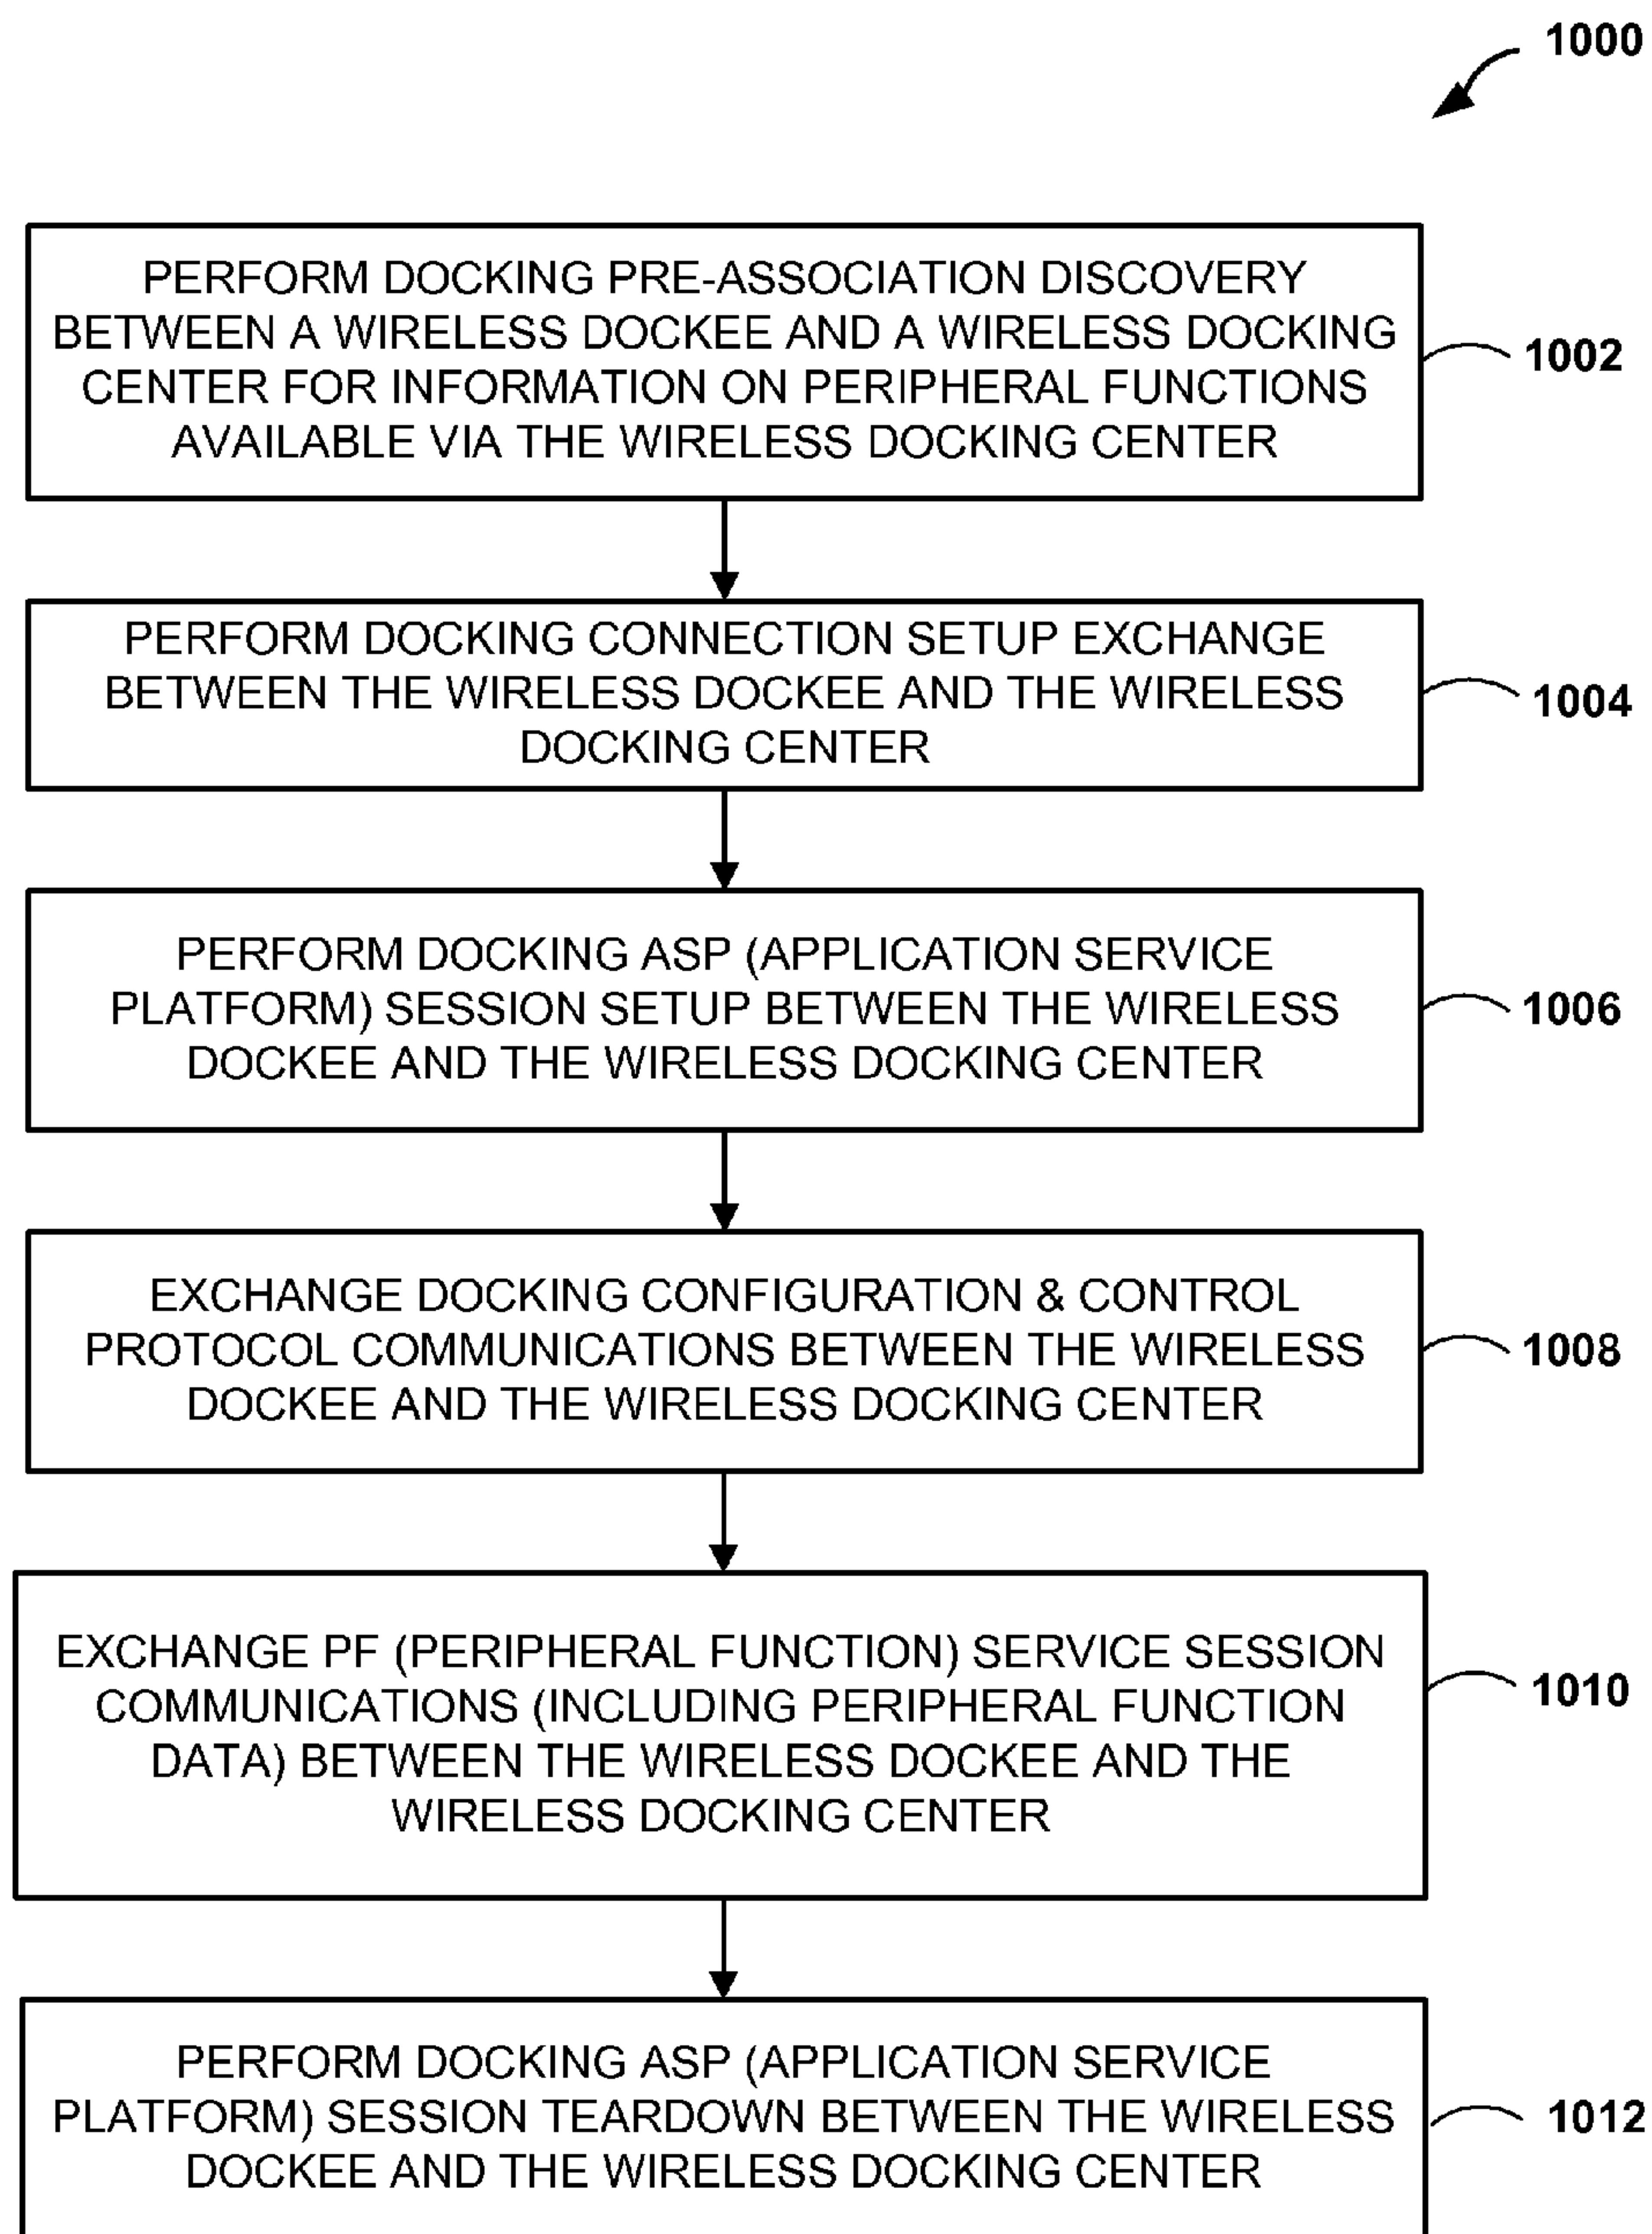 1000
PERFORM DOCKING PRE-ASSOCIATION DISCOVERY
BETWEEN A WIRELESS DOCKEE AND A WIRELESS DOCKING
CENTER FOR INFORMATION ON PERIPHERAL FUNCTIONS
AVAILABLE VIA THE WIRELESS DOCKING CENTER
1002
PERFORM DOCKING CONNECTION SETUP EXCHANGE
BETWEEN THE WIRELESS DOCKEE AND THE WIRELESS
DOCKING CENTER
1004
PERFORM DOCKING ASP (APPLICATION SERVICE
PLATFORM) SESSION SETUP BETWEEN THE WIRELESS
DOCKEE AND THE WIRELESS DOCKING CENTER
1006
EXCHANGE DOCKING CONFIGURATION & CONTROL
PROTOCOL COMMUNICATIONS BETWEEN THE WIRELESS
DOCKEE AND THE WIRELESS DOCKING CENTER
1008
EXCHANGE PF (PERIPHERAL FUNCTION) SERVICE SESSION
COMMUNICATIONS (INCLUDING PERIPHERAL FUNCTION
DATA) BETWEEN THE WIRELESS DOCKEE AND THE
WIRELESS DOCKING CENTER
1010
PERFORM DOCKING ASP (APPLICATION SERVICE
PLATFORM) SESSION TEARDOWN BETWEEN THE WIRELESS
DOCKEE AND THE WIRELESS DOCKING CENTER
1012